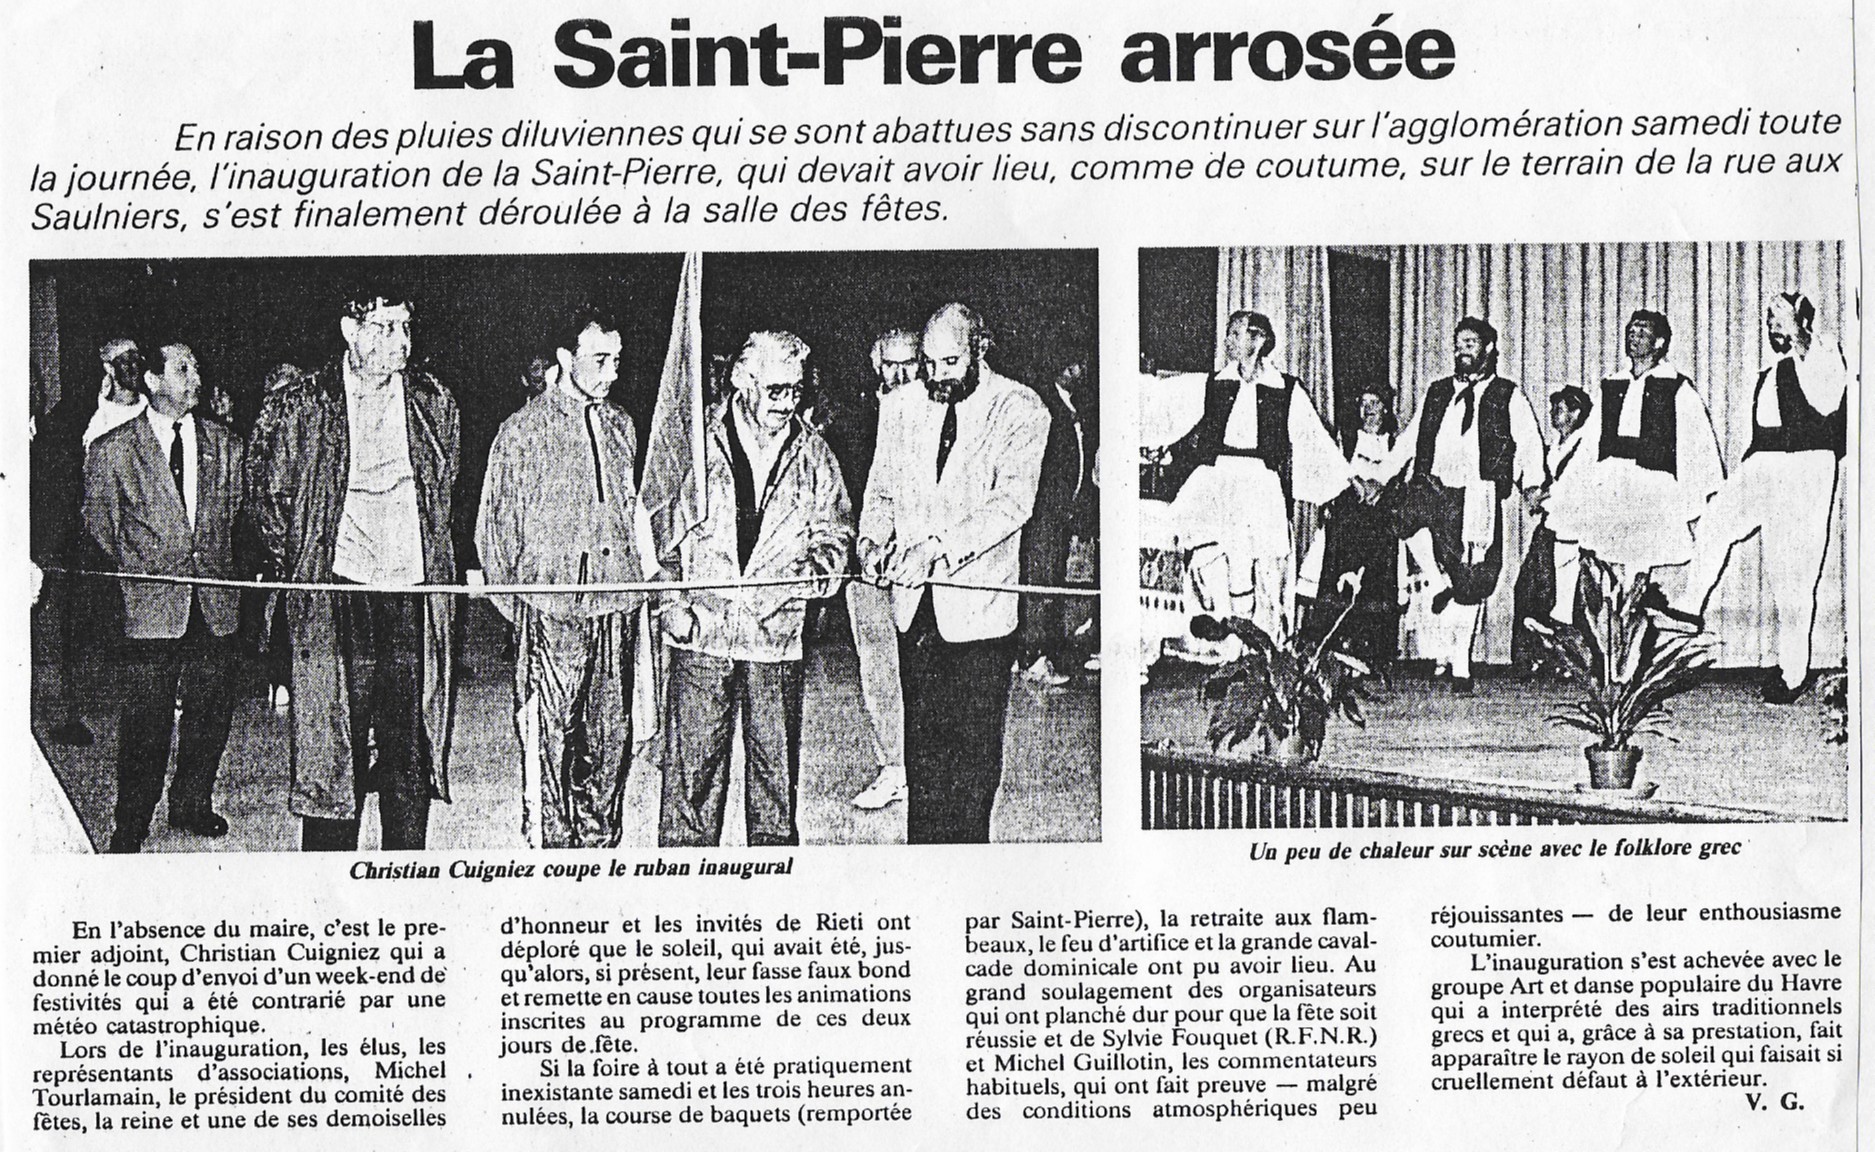 La Saint-Pierre arrosée
En raison des pluies diluviennes qui se sont abattues sans discontinuer sur l'agglomération samedi toute
la journée, l'inauguration de la Saint-Pierre, qui devait avoir lieu, comme de coutume, sur le terrain de la rue aux
Saulniers, s'est finalement déroulée à la salle des fêtes.
Christian Cuigniez coupe le ruban inaugural
Un peu de chaleur sur scène avec le folklore grec
En l'absence du maire, c'est le pre-
mier adjoint, Christian Cuigniez qui a
donné le coup d'envoi d'un week-end de
festivités qui a été contrarié par une
météo catastrophique.
Lors de l'inauguration, les élus, les
représentants d'associations, Michel
Tourlamain, le président du comité des
fêtes, la reine et une de ses demoiselles
d'honneur et les invités de Rieti ont
déploré que le soleil, qui avait été, jus-
qu'alors, si présent, leur fasse faux bond
et remette en cause toutes les animations
inscrites au programme de ces deux
jours de fête.
Si la foire à tout a été pratiquement
inexistante samedi et les trois heures an-
nulées, la course de baquets (remportée
par Saint-Pierre), la retraite aux flam-
beaux, le feu d'artifice et la grande caval-
cade dominicale ont pu avoir lieu. Au
grand soulagement des organisateurs
qui ont planché dur pour que la fête soit
réussie et de Sylvie Fouquet (R.F.N.R.)
et Michel Guillotin, les commentateurs
habituels, qui ont fait preuve — malgré
des conditions atmosphériques peu
réjouissantes — de leur enthousiasme
coutumier.
L'inauguration s'est achevée avec le
groupe Art et danse populaire du Havre
qui a interprété des airs traditionnels
grecs et qui a, grâce à sa prestation, fait
apparaître le rayon de soleil qui faisait si
cruellement défaut à l'extérieur.
V. G.